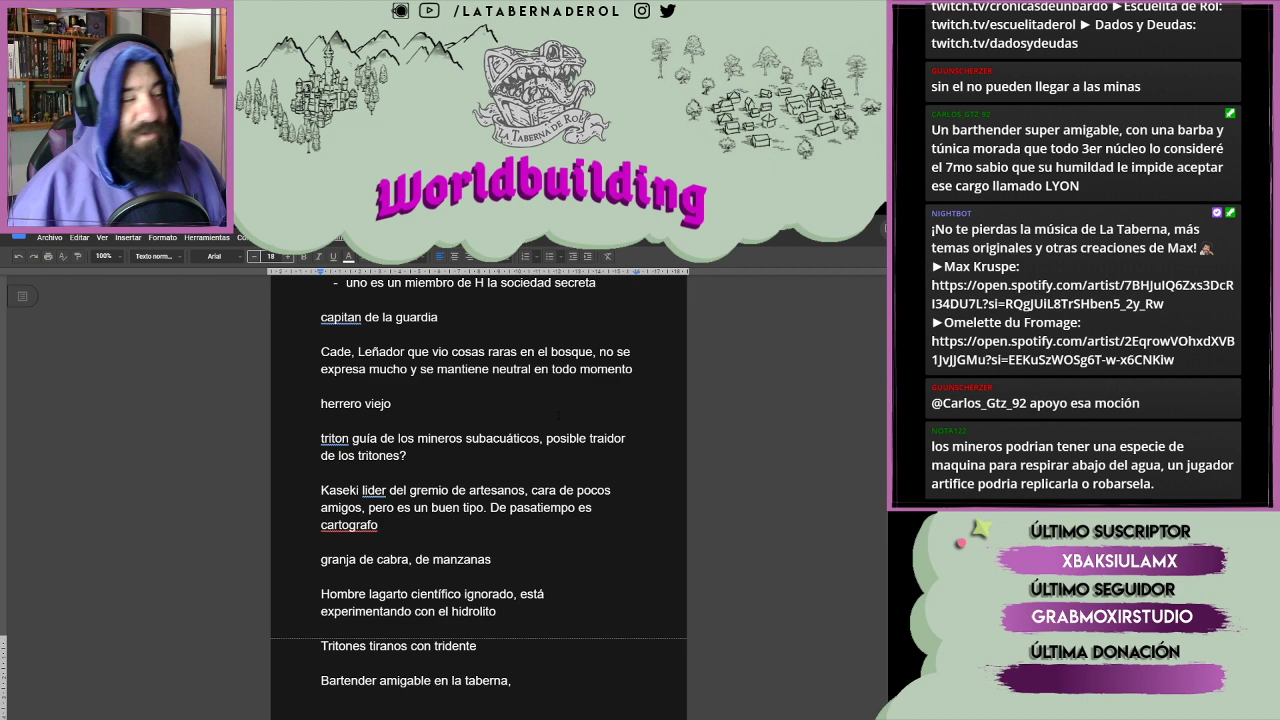 /LATABERNADEROL
LA TABERNA DE ROL
Worldbuilding
Archivo Editar Ver Insertar Formato Herramientas
100% Texto norm... Arial 18
- uno es un miembro de H la sociedad secreta
capitan de la guardia
Cade, Leñador que vio cosas raras en el bosque, no se
expresa mucho y se mantiene neutral en todo momento
herrero viejo
triton guía de los mineros subacuáticos, posible traidor
de los tritones?
Kaseki lider del gremio de artesanos, cara de pocos
amigos, pero es un buen tipo. De pasatiempo es
cartografo
granja de cabra, de manzanas
Hombre lagarto científico ignorado, está
experimentando con el hidrolito
Tritones tiranos con tridente
Bartender amigable en la taberna,
twitch.tv/cronicasdeunbardo ►Escuelita de Rol:
twitch.tv/escuelitaderol ► Dados y Deudas:
twitch.tv/dadosydeudas
GUUNSCHERZER
sin el no pueden llegar a las minas
CARLOS_GTZ_92
Un barthender super amigable, con una barba y
túnica morada que todo 3er núcleo lo consideré
el 7mo sabio que su humildad le impide aceptar
ese cargo llamado LYON
NIGHTBOT
¡No te pierdas la música de La Taberna, más
temas originales y otras creaciones de Max!
►Max Kruspe:
https://open.spotify.com/artist/7BHJuIQ6Zxs3DcR
I34DU7L?si=RQgJUiL8TrSHben5_2y_Rw
►Omelette du Fromage:
https://open.spotify.com/artist/2EqrowVOhxdXVB
1JvJJGMu?si=EEKuSzWOSg6T-w-x6CNKiw
GUUNSCHERZER
@Carlos_Gtz_92 apoyo esa moción
NOTA122
los mineros podrian tener una especie de
maquina para respirar abajo del agua, un jugador
artifice podria replicarla o robarsela.
ÚLTIMO SUSCRIPTOR
XBAKSIULAMX
ÚLTIMO SEGUIDOR
GRABMOXIRSTUDIO
ÚLTIMA DONACIÓN